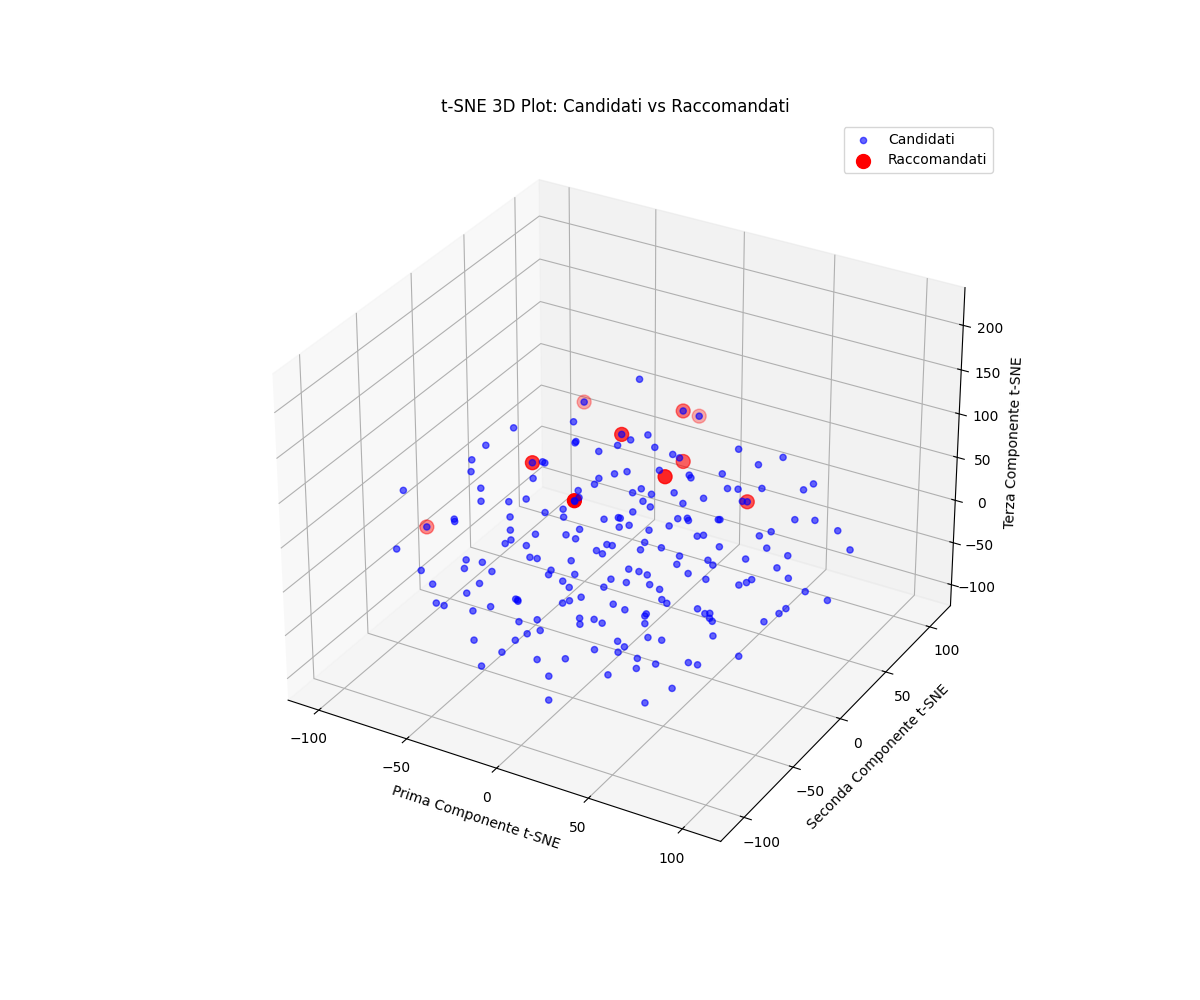 t-SNE 3D Plot: Candidati vs Raccomandati
Candidati
Raccomandati
200
150
100
50
0
−50
−100
Terza Componente t-SNE
100
50
0
−50
−100
Seconda Componente t-SNE
−100
−50
0
50
100
Prima Componente t-SNE